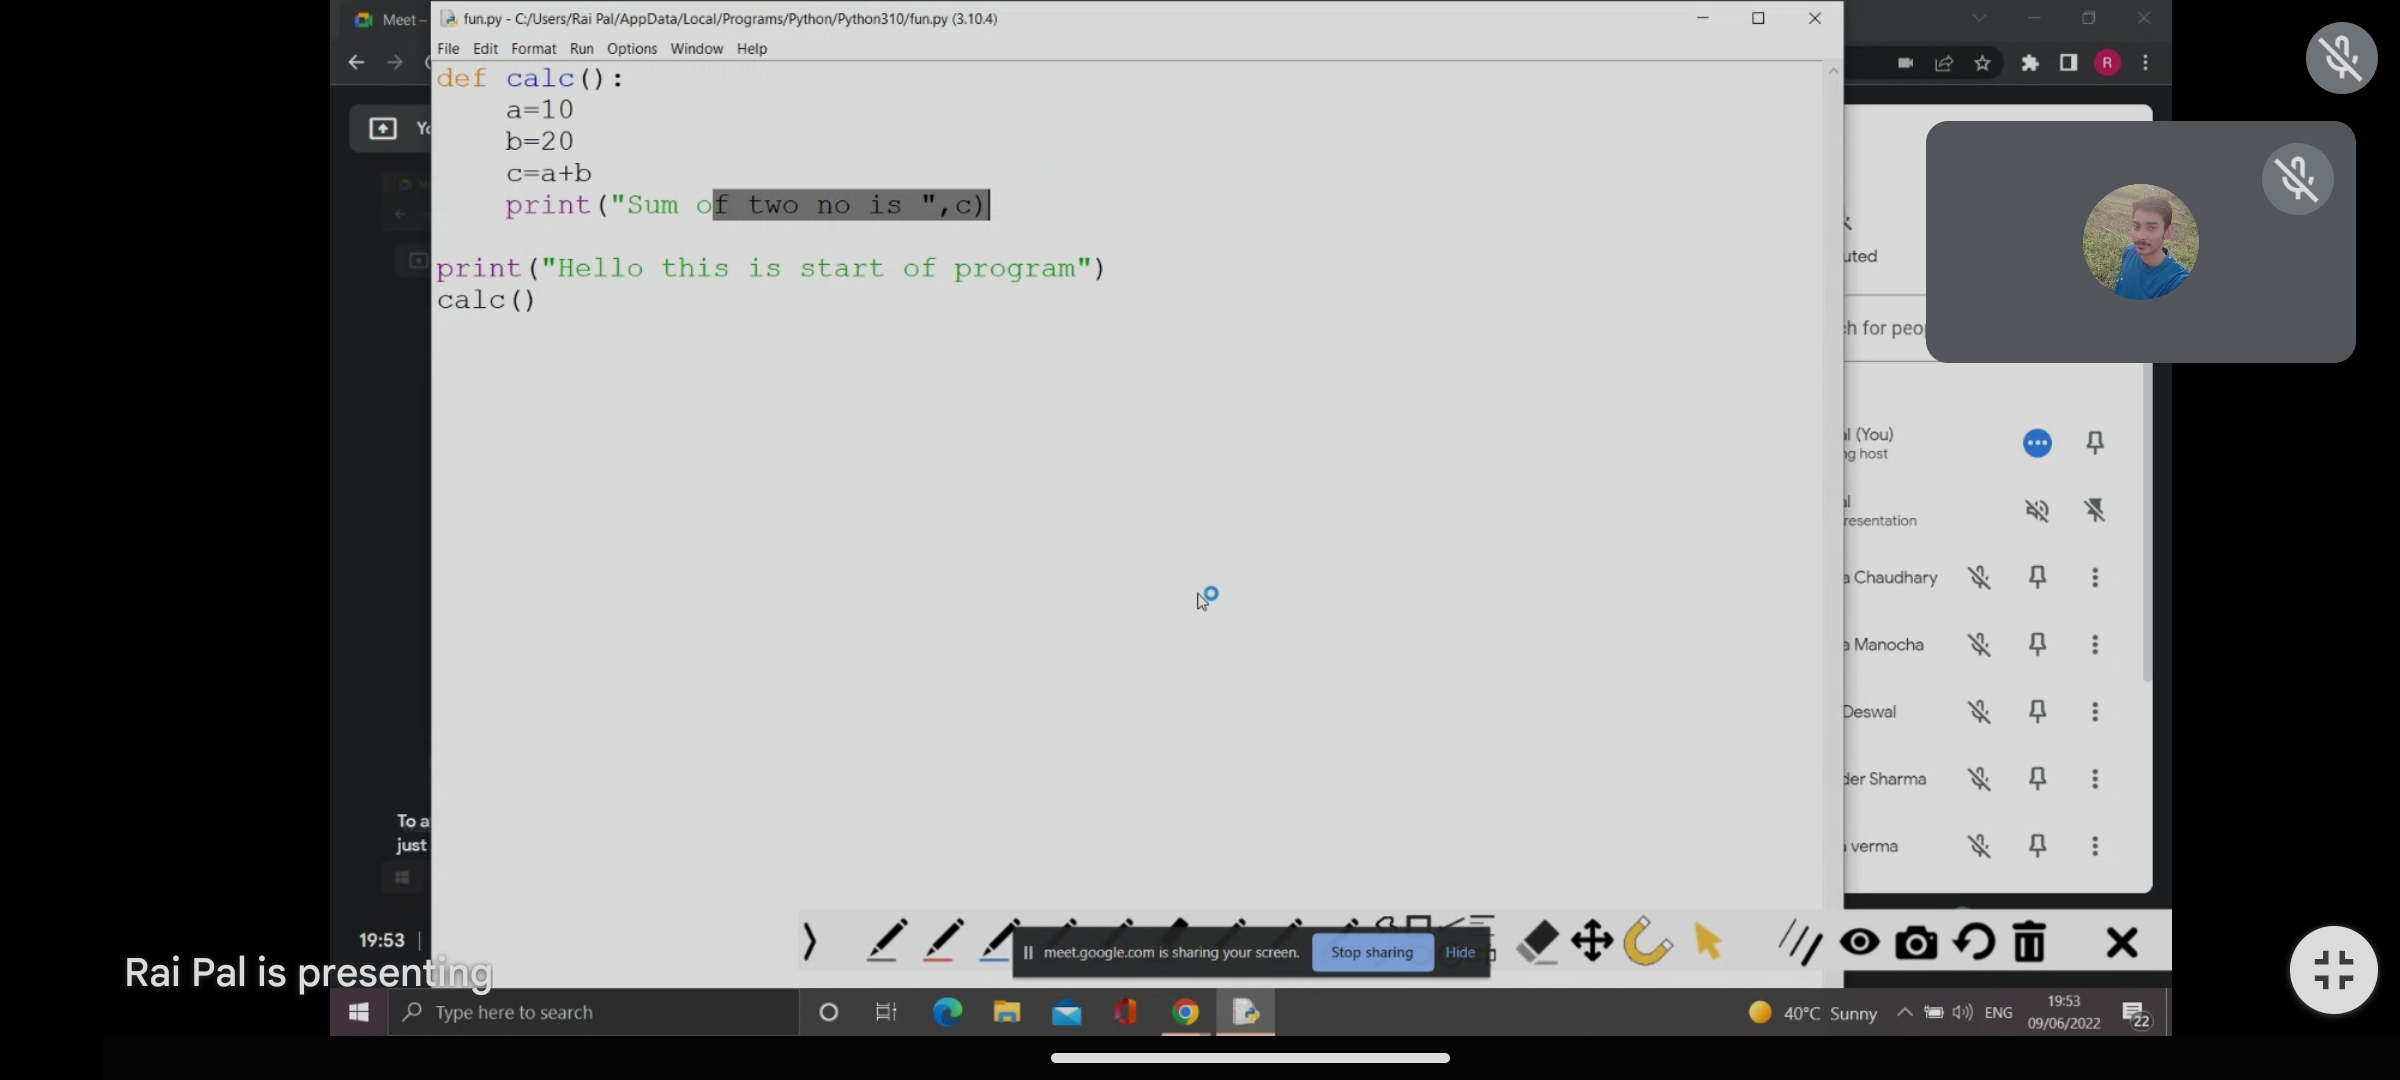 Meet –
fun.py - C:/Users/Rai Pal/AppData/Local/Programs/Python/Python310/fun.py (3.10.4)
File Edit Format Run Options Window Help
R
def calc():
    a=10
    b=20
    c=a+b
    print("Sum of two no is ",c)
print("Hello this is start of program")
calc()
uted
h for peo
al (You)
g host
resentation
a Chaudhary
a Manocha
Deswal
der Sharma
verma
To a
just
19:53
Rai Pal is presenting
meet.google.com is sharing your screen. Stop sharing Hide
Type here to search
40°C Sunny ENG
19:53
09/06/2022
22